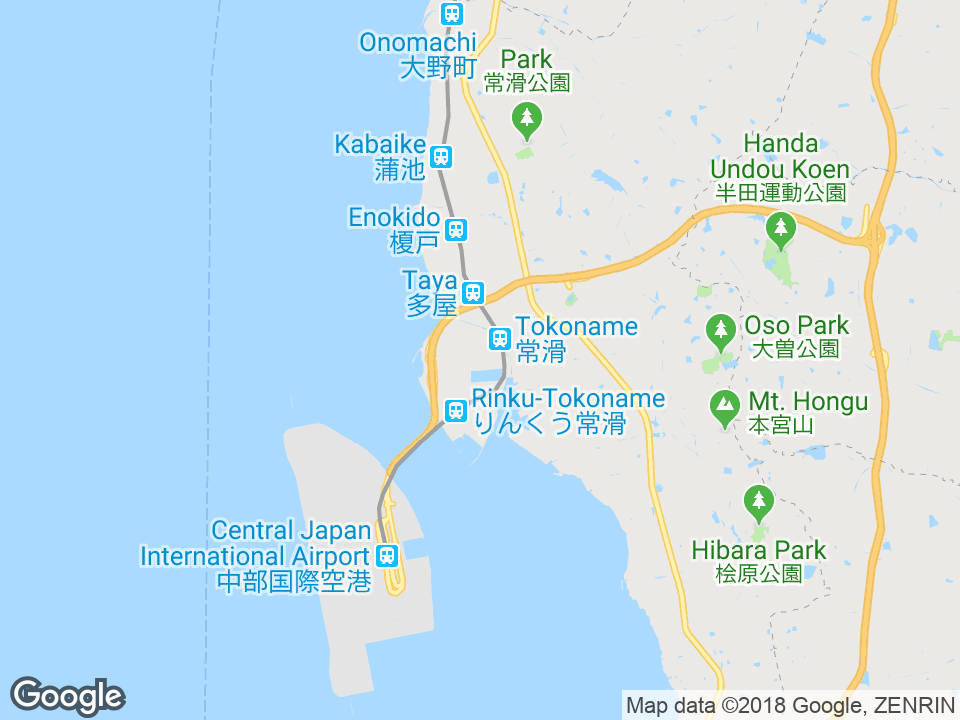 Onomachi
大野町
Park
常滑公園
Kabaike
蒲池
Handa
Undou Koen
半田運動公園
Enokido
榎戸
Taya
多屋
Tokoname
常滑
Oso Park
大曽公園
Rinku-Tokoname
りんくう常滑
Mt. Hongu
本宮山
Central Japan
International Airport
中部国際空港
Hibara Park
桧原公園
Google
Map data ©2018 Google, ZENRIN